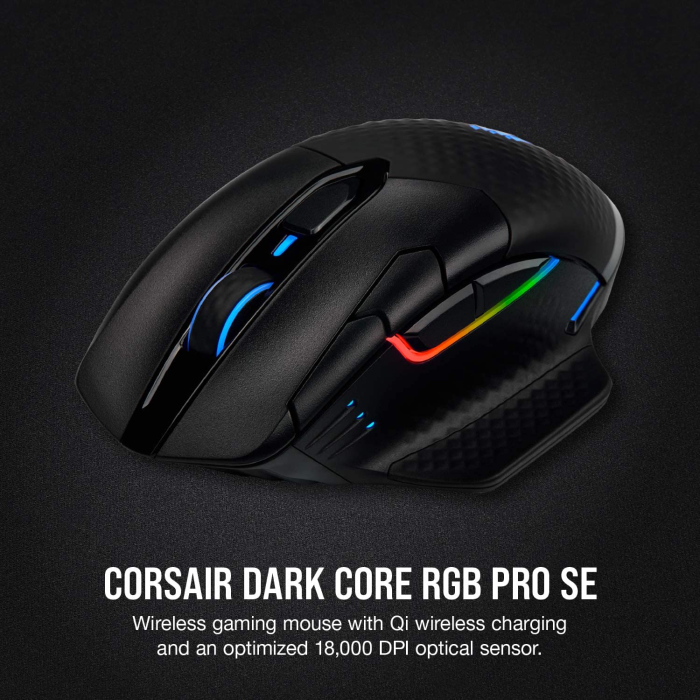 CORSAIR DARK CORE RGB PRO SE
Wireless gaming mouse with Qi wireless charging
and an optimized 18,000 DPI optical sensor.